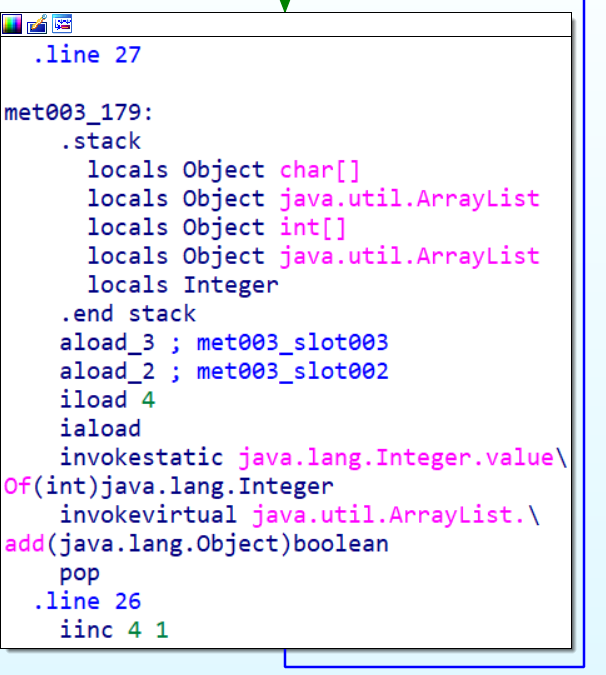 .line 27
met003_179:
.stack
locals Object char[]
locals Object java.util.ArrayList
locals Object int[]
locals Object java.util.ArrayList
locals Integer
.end stack
aload_3 ; met003_slot003
aload_2 ; met003_slot002
iload 4
iaload
invokestatic java.lang.Integer.value\
Of(int)java.lang.Integer
invokevirtual java.util.ArrayList.\
add(java.lang.Object)boolean
pop
.line 26
iinc 4 1